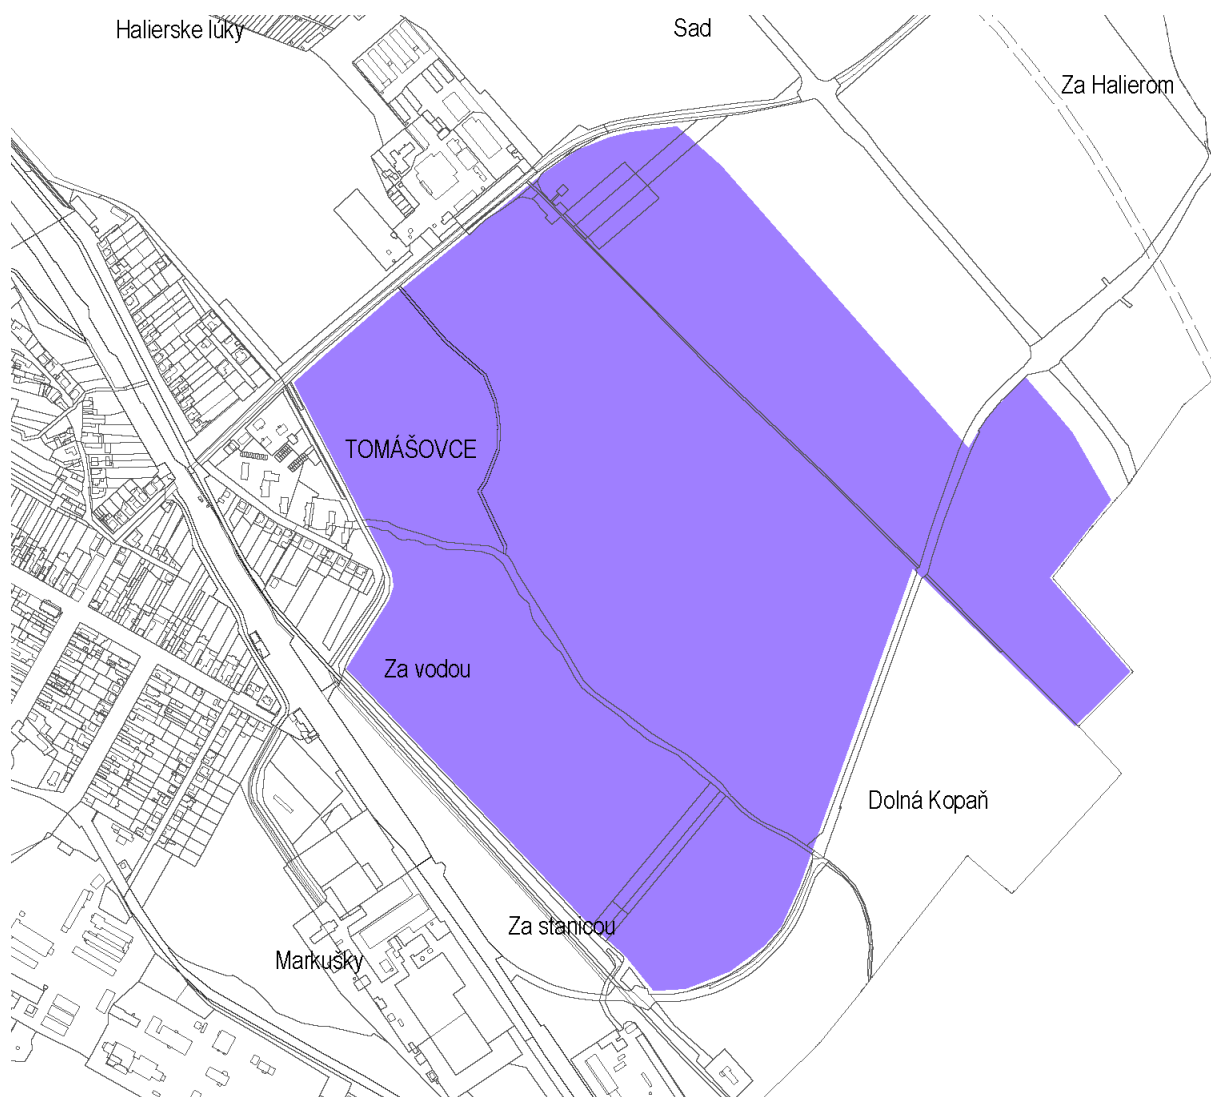 Halierske lúky
Sad
Za Halierom
TOMÁŠOVCE
Za vodou
Dolná Kopaň
Za stanicou
Markušky